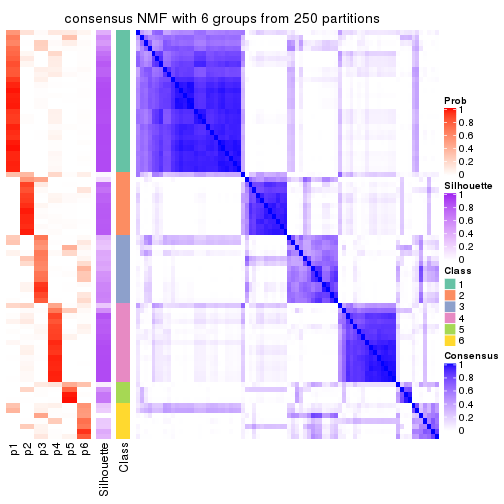 consensus NMF with 6 groups from 250 partitions
Prob
1
0.8
0.6
0.4
0.2
0
Silhouette
1
0.8
0.6
0.4
0.2
0
Class
1
2
3
4
5
6
Consensus
1
0.8
0.6
0.4
0.2
0
p1
p2
p3
p4
p5
p6
Silhouette
Class